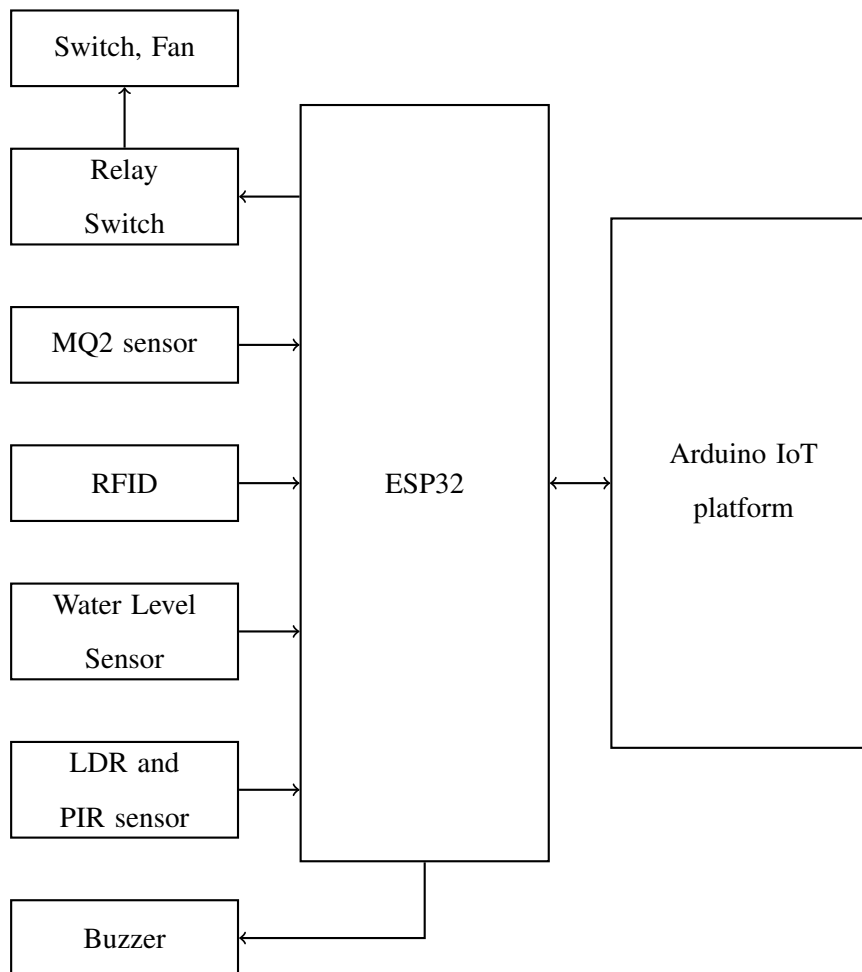 Switch, Fan
Relay
Switch
MQ2 sensor
RFID
ESP32
Arduino IoT
platform
Water Level
Sensor
LDR and
PIR sensor
Buzzer